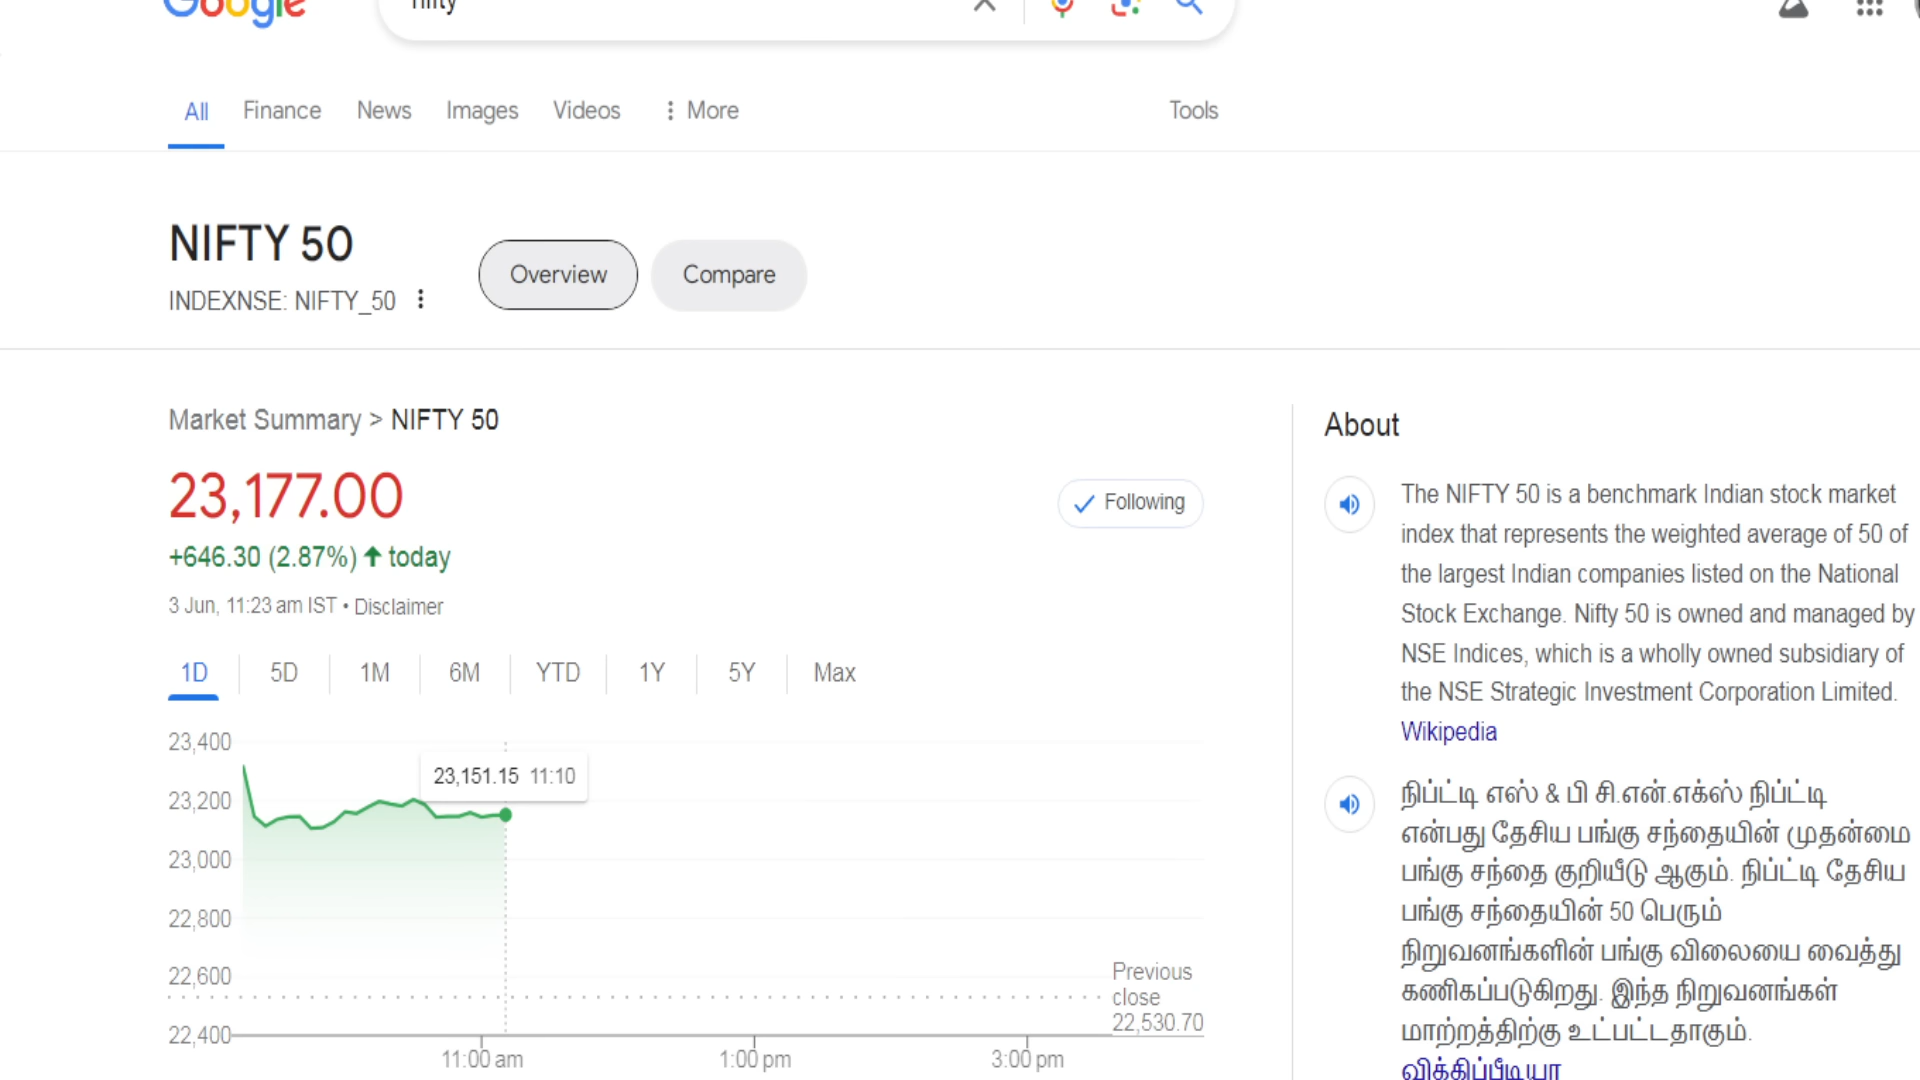 Google
nifty
All Finance News Images Videos More Tools
NIFTY 50
INDEXNSE: NIFTY_50
Overview Compare
Market Summary > NIFTY 50
23,177.00
+646.30 (2.87%) today
3 Jun, 11:23 am IST • Disclaimer
Following
1D 5D 1M 6M YTD 1Y 5Y Max
23,400
23,151.15 11:10
23,200
23,000
22,800
22,600
22,400
Previous
close
22,530.70
11:00 am 1:00 pm 3:00 pm
About
The NIFTY 50 is a benchmark Indian stock market
index that represents the weighted average of 50 of
the largest Indian companies listed on the National
Stock Exchange. Nifty 50 is owned and managed by
NSE Indices, which is a wholly owned subsidiary of
the NSE Strategic Investment Corporation Limited.
Wikipedia
நிப்ட்டி எஸ் & பி சி.என்.எக்ஸ் நிப்ட்டி
என்பது தேசிய பங்கு சந்தையின் முதன்மை
பங்கு சந்தை குறியீடு ஆகும். நிப்ட்டி தேசிய
பங்கு சந்தையின் 50 பெரும்
நிறுவனங்களின் பங்கு விலையை வைத்து
கணிகப்படுகிறது. இந்த நிறுவனங்கள்
மாற்றத்திற்கு உட்பட்டதாகும்.
விக்கிப்பீடியா